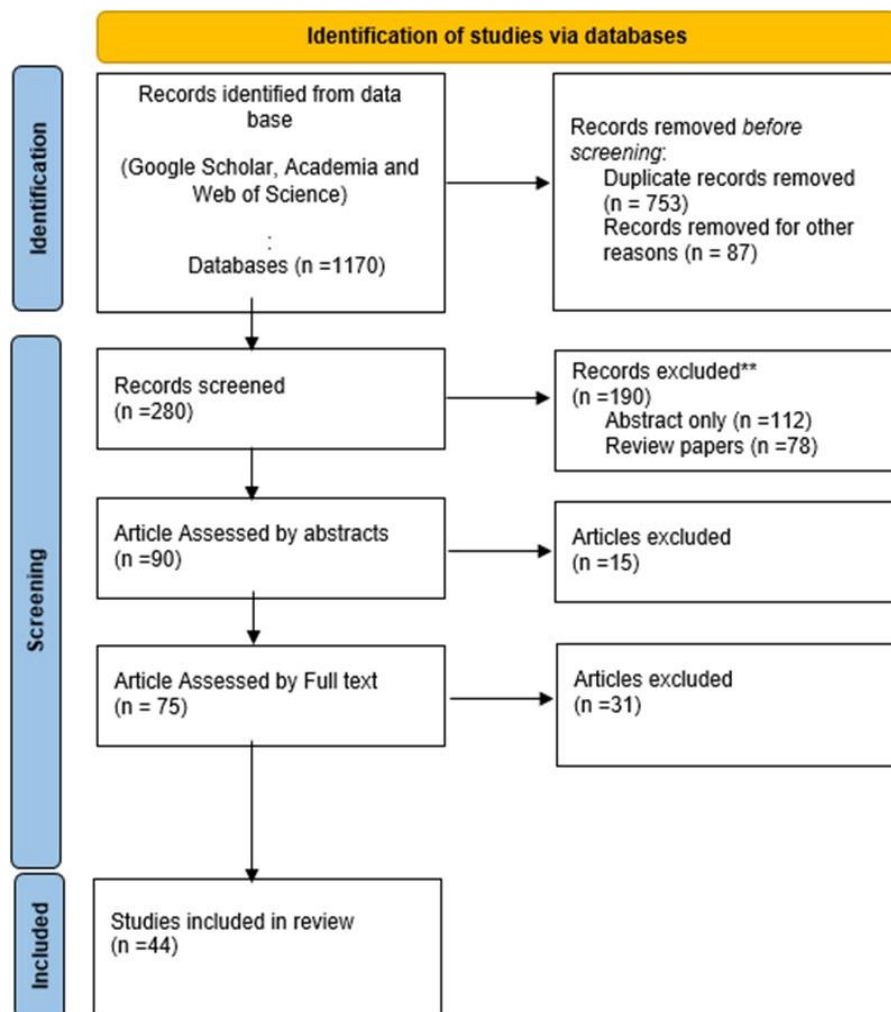 Identification of studies via databases
Identification
Records identified from data
base
(Google Scholar, Academia and
Web of Science)
:
Databases (n =1170)
Records removed before
screening:
Duplicate records removed
(n = 753)
Records removed for other
reasons (n = 87)
Screening
Records screened
(n =280)
Records excluded**
(n =190)
Abstract only (n =112)
Review papers (n =78)
Article Assessed by abstracts
(n =90)
Articles excluded
(n =15)
Article Assessed by Full text
(n = 75)
Articles excluded
(n =31)
Included
Studies included in review
(n =44)